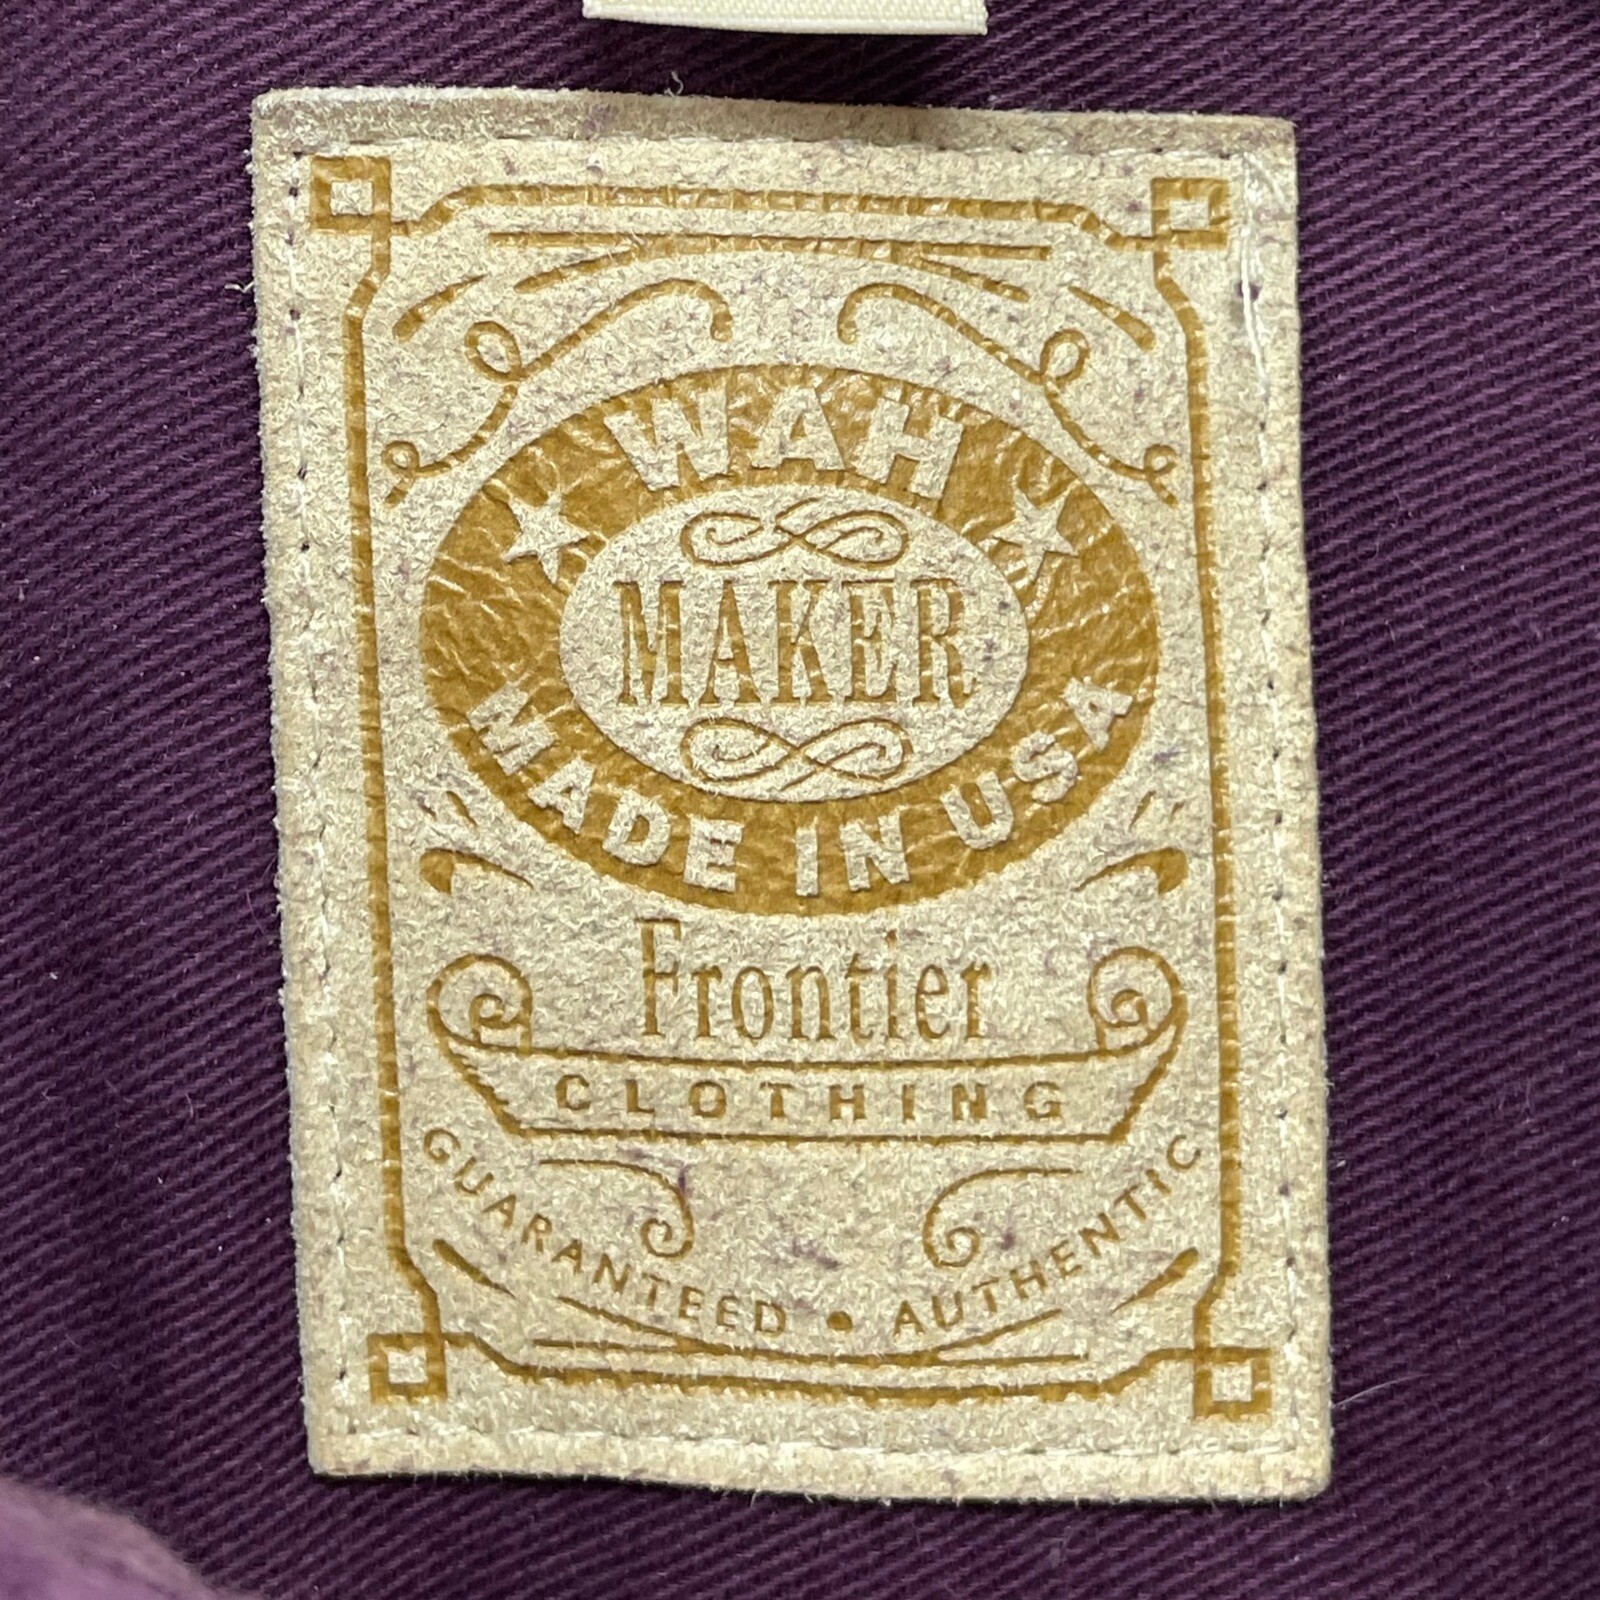 WAH
MAKER
MADE IN USA
Frontier
CLOTHING
GUARANTEED • AUTHENTIC